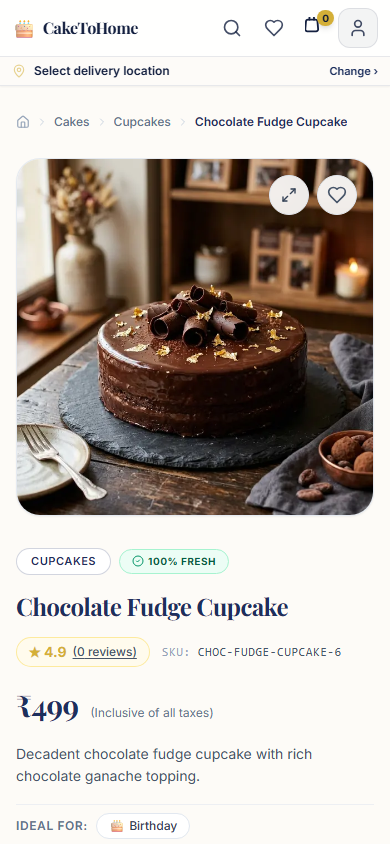 CakeToHome
0
Select delivery location
Change ›
Cakes
Cupcakes
Chocolate Fudge Cupcake
CUPCAKES
100% FRESH
Chocolate Fudge Cupcake
★ 4.9 (0 reviews)
SKU: CHOC-FUDGE-CUPCAKE-6
₹499 (Inclusive of all taxes)
Decadent chocolate fudge cupcake with rich
chocolate ganache topping.
IDEAL FOR: Birthday